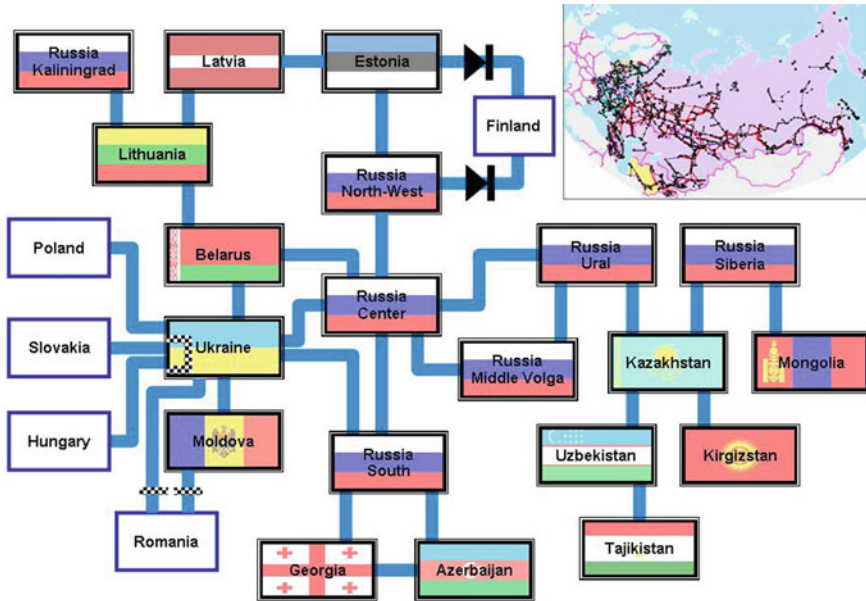 Russia
Kaliningrad
Latvia
Estonia
Finland
Lithuania
Russia
North-West
Poland
Belarus
Russia
Ural
Russia
Siberia
Russia
Center
Slovakia
Ukraine
Russia
Middle Volga
Kazakhstan
Mongolia
Hungary
Moldova
Russia
South
Uzbekistan
Kirgizstan
Romania
Tajikistan
Georgia
Azerbaijan